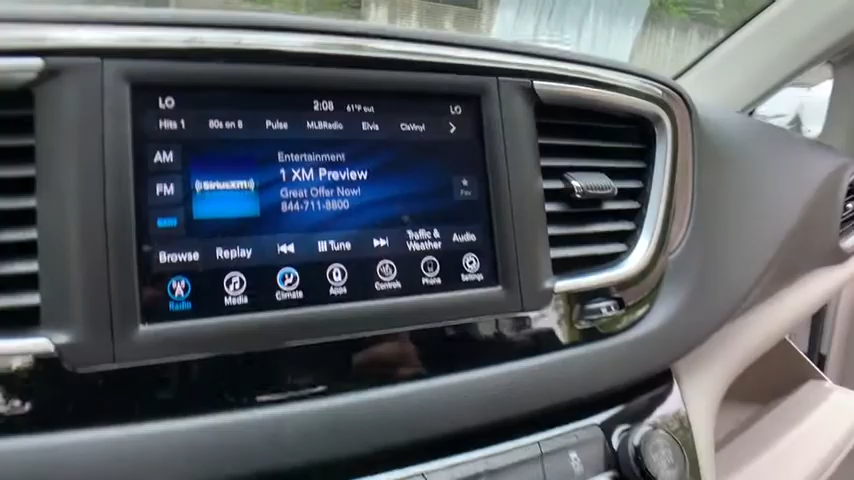 LO 2:08 61°F out LO
Hits 1 80s on 8 Pulse MLBRadio Elvis ClsVinyl
AM
FM
SXM
siriusxm
Entertainment
1 XM Preview
Great Offer Now!
844-711-8800
Fav
Browse Replay Tune Traffic & Weather Audio
Radio Media Climate Apps Controls Phone Settings